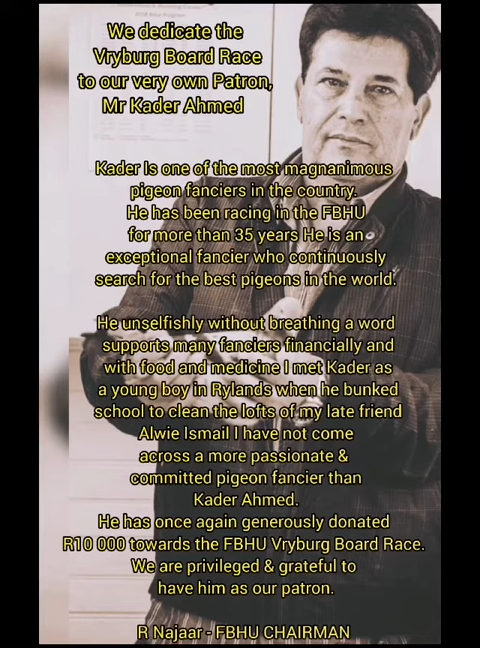 We dedicate the
Vryburg Board Race
to our very own Patron,
Mr Kader Ahmed
Kader Is one of the most magnanimous
pigeon fanciers in the country.
He has been racing in the FBHU
for more than 35 years He is an
exceptional fancier who continuously
search for the best pigeons in the world.
He unselfishly without breathing a word
supports many fanciers financially and
with food and medicine I met Kader as
a young boy in Rylands when he bunked
school to clean the lofts of my late friend
Alwie Ismail I have not come
across a more passionate &
committed pigeon fancier than
Kader Ahmed.
He has once again generously donated
R10 000 towards the FBHU Vryburg Board Race.
We are privileged & grateful to
have him as our patron.
R Najaar - FBHU CHAIRMAN